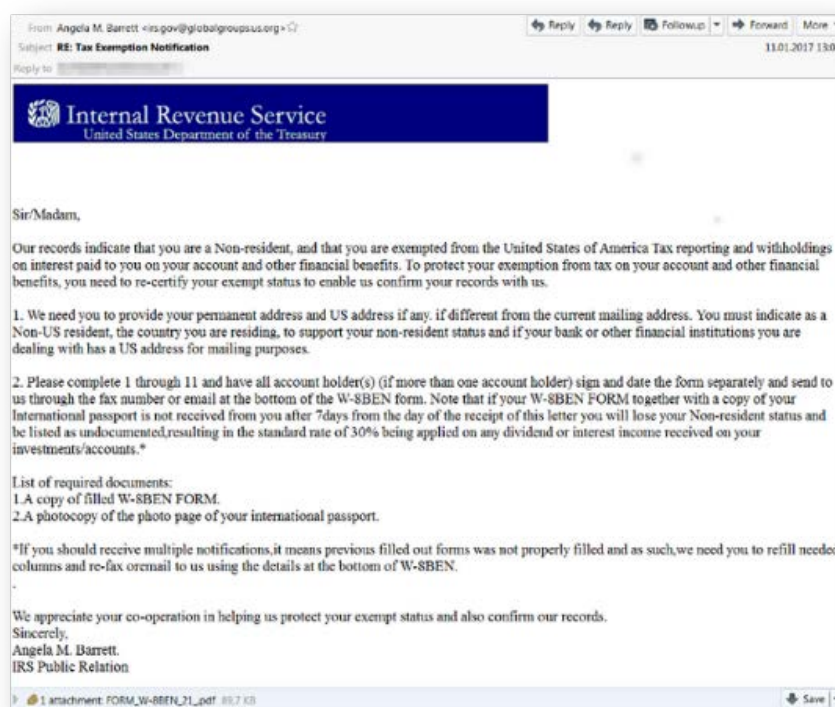 From Angela M. Barrett <irs.gov@globalgroupsus.org>
Reply Reply Followup Forward More
Subject RE: Tax Exemption Notification
11.01.2017 13:0
Reply to
Internal Revenue Service
United States Department of the Treasury
Sir/Madam,
Our records indicate that you are a Non-resident, and that you are exempted from the United States of America Tax reporting and withholdings
on interest paid to you on your account and other financial benefits. To protect your exemption from tax on your account and other financial
benefits, you need to re-certify your exempt status to enable us confirm your records with us.
1. We need you to provide your permanent address and US address if any. if different from the current mailing address. You must indicate as a
Non-US resident, the country you are residing, to support your non-resident status and if your bank or other financial institutions you are
dealing with has a US address for mailing purposes.
2. Please complete 1 through 11 and have all account holder(s) (if more than one account holder) sign and date the form separately and send to
us through the fax number or email at the bottom of the W-8BEN form. Note that if your W-8BEN FORM together with a copy of your
International passport is not received from you after 7days from the day of the receipt of this letter you will lose your Non-resident status and
be listed as undocumented,resulting in the standard rate of 30% being applied on any dividend or interest income received on your
investments/accounts.*
List of required documents:
1.A copy of filled W-8BEN FORM.
2.A photocopy of the photo page of your international passport.
*If you should receive multiple notifications,it means previous filled out forms was not properly filled and as such,we need you to refill needed
columns and re-fax oremail to us using the details at the bottom of W-8BEN.
.
We appreciate your co-operation in helping us protect your exempt status and also confirm our records.
Sincerely,
Angela M. Barrett.
IRS Public Relation
1 attachment: FORM_W-8BEN_21_.pdf 89,7 KB
Save